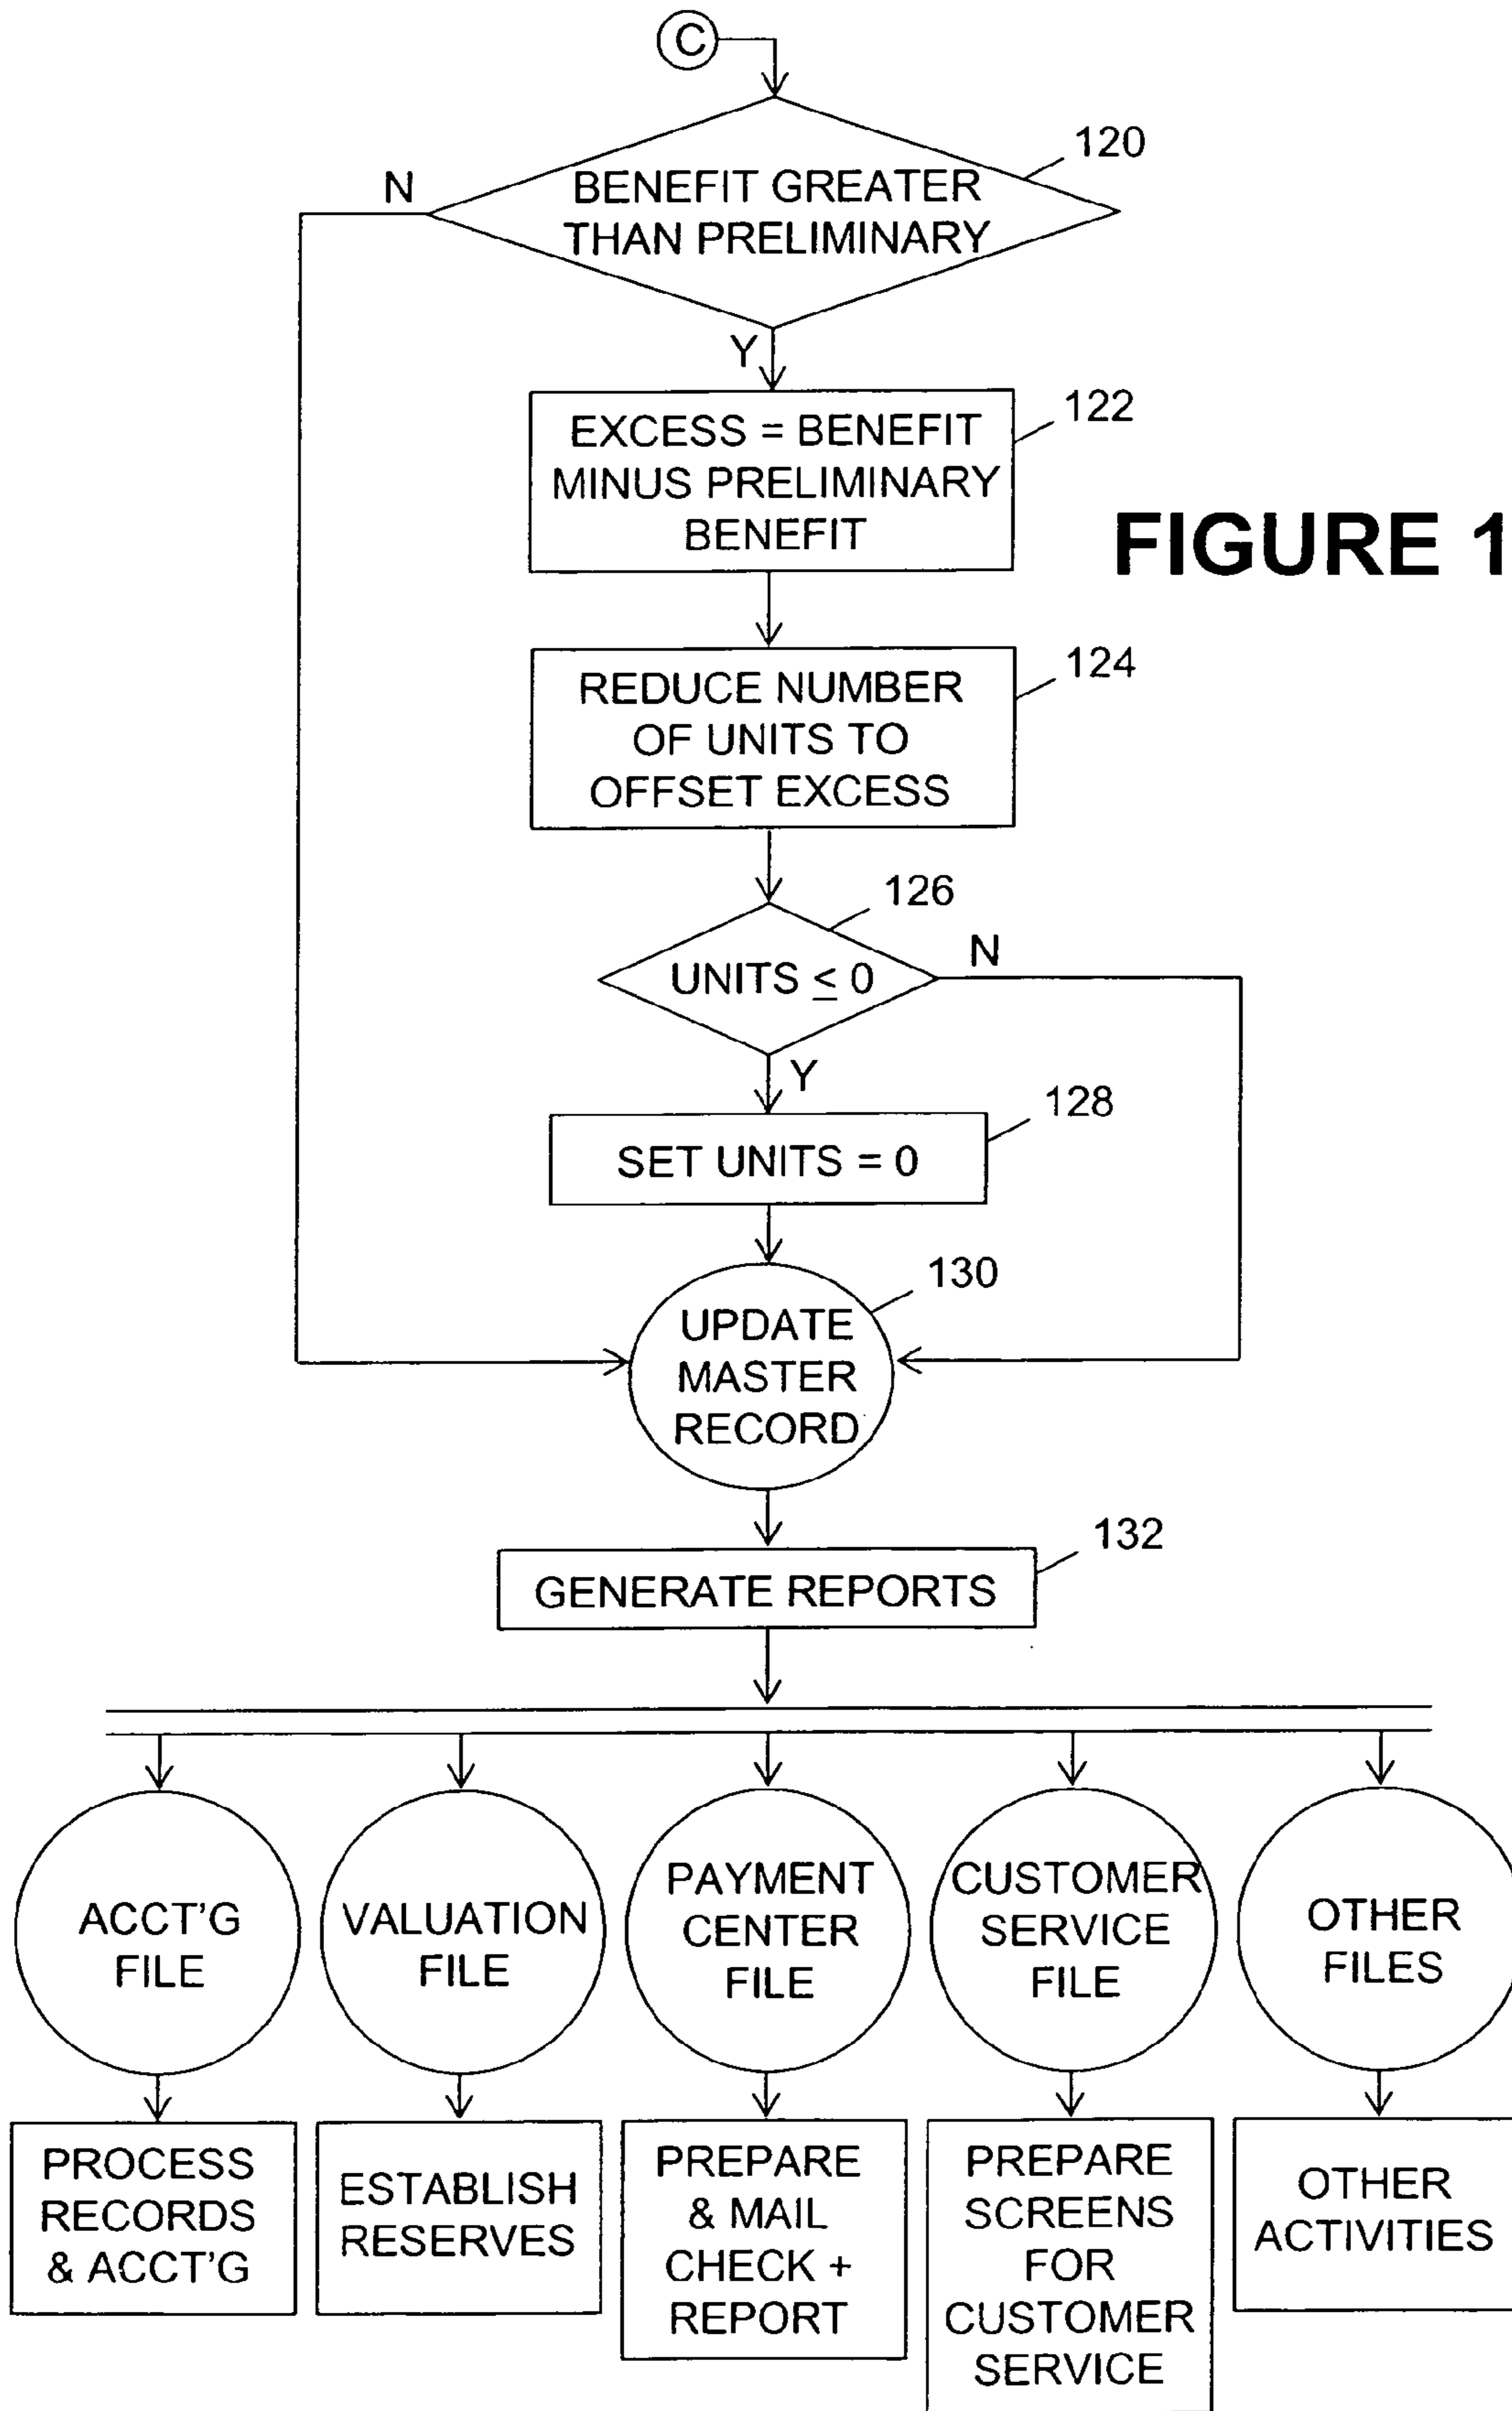 C
120
N
BENEFIT GREATER
THAN PRELIMINARY
Y
122
EXCESS = BENEFIT
MINUS PRELIMINARY
BENEFIT
FIGURE 1
124
REDUCE NUMBER
OF UNITS TO
OFFSET EXCESS
126
UNITS ≤ 0
N
Y
128
SET UNITS = 0
130
UPDATE
MASTER
RECORD
132
GENERATE REPORTS
ACCT'G
FILE
VALUATION
FILE
PAYMENT
CENTER
FILE
CUSTOMER
SERVICE
FILE
OTHER
FILES
PROCESS
RECORDS
& ACCT'G
ESTABLISH
RESERVES
PREPARE
& MAIL
CHECK +
REPORT
PREPARE
SCREENS
FOR
CUSTOMER
SERVICE
OTHER
ACTIVITIES